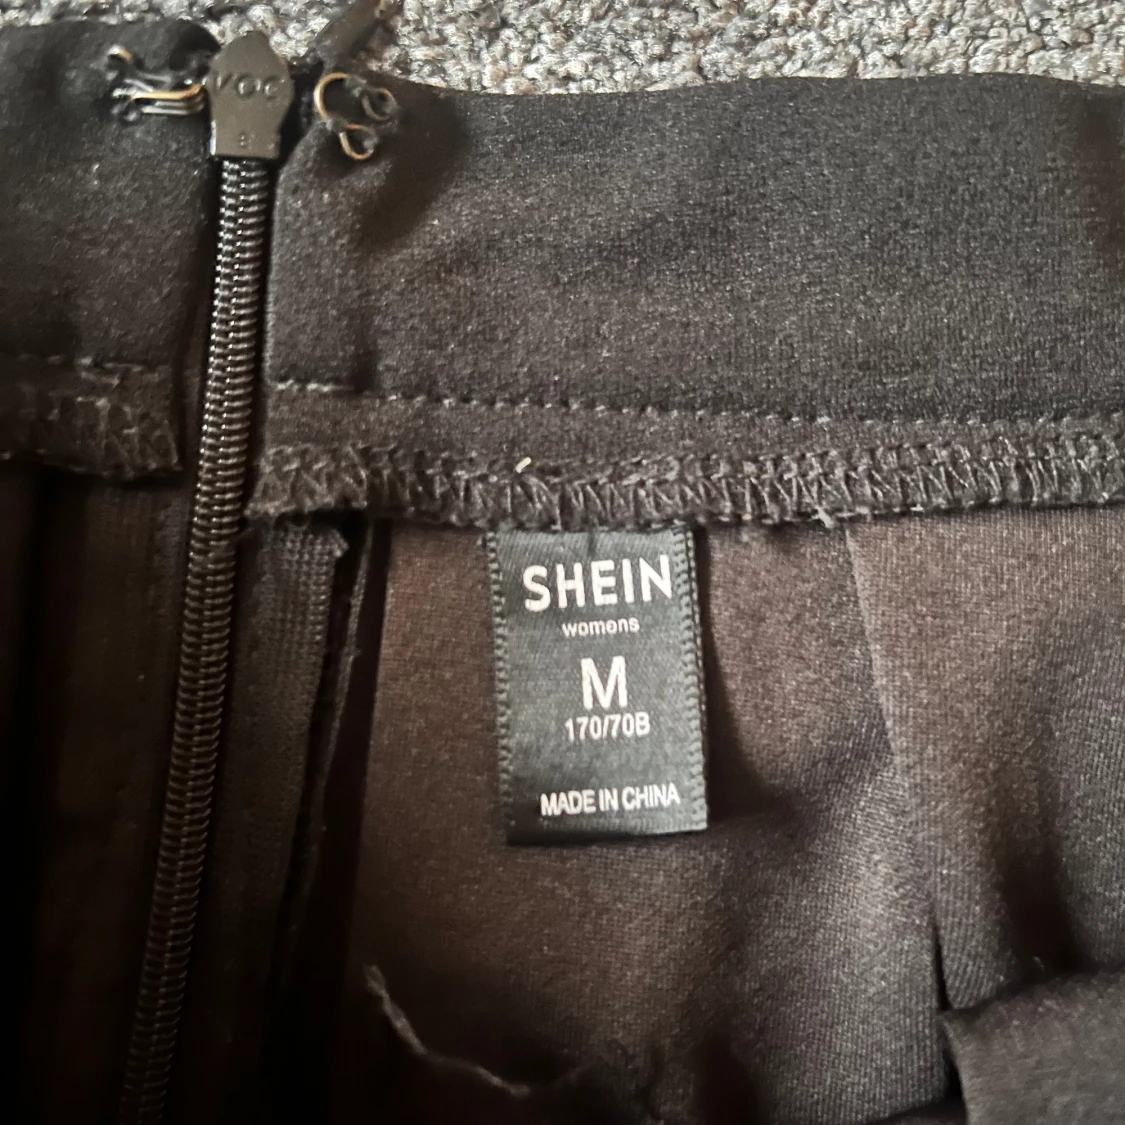 SHEIN
womens
M
170/70B
MADE IN CHINA